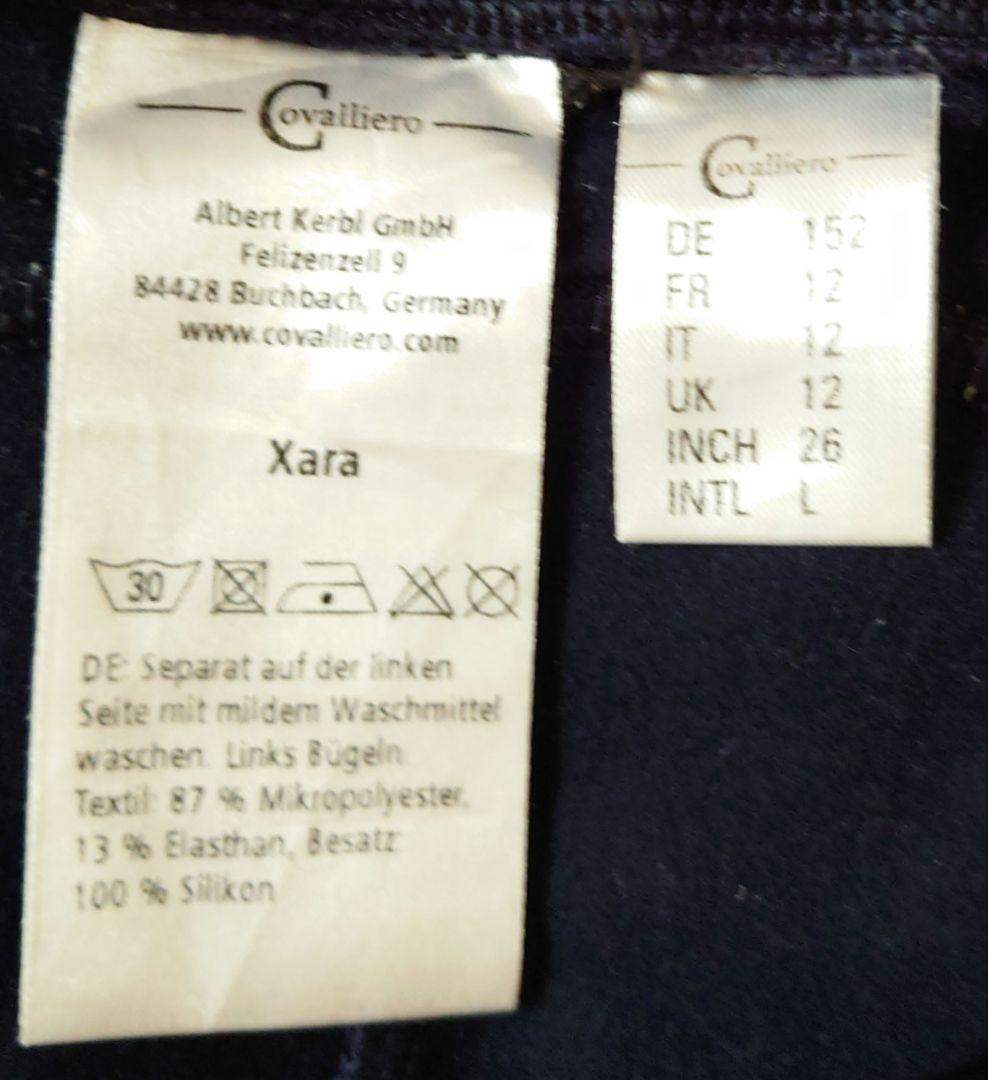 Covalliero
Albert Kerbl GmbH
Felizenzell 9
84428 Buchbach, Germany
www.covalliero.com
Xara
30
DE: Separat auf der linken
Seite mit mildem Waschmittel
waschen. Links Bügeln.
Textil: 87 % Mikropolyester,
13 % Elasthan, Besatz:
100 % Silikon
Covalliero
DE 152
FR 12
IT 12
UK 12
INCH 26
INTL L